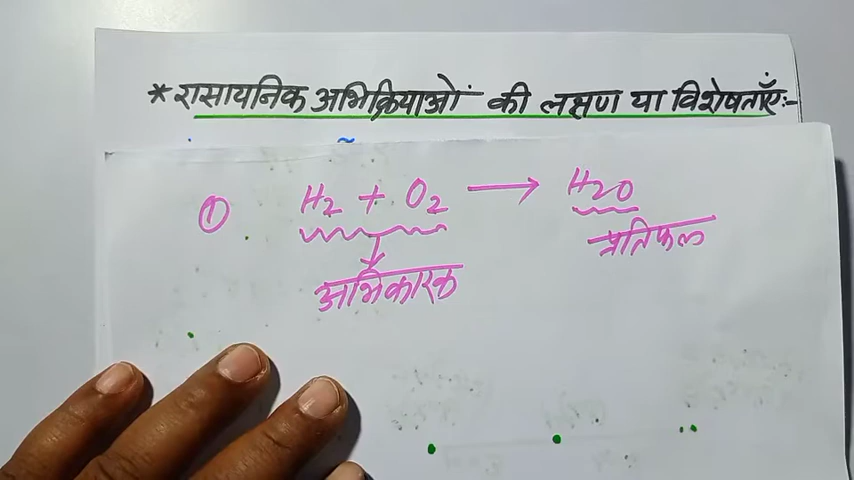 * रासायनिक अभिक्रियाओं की लक्षण या विशेषताएँ:-
① H2 + O2 → H2O
प्रतिफल
अभिकारक